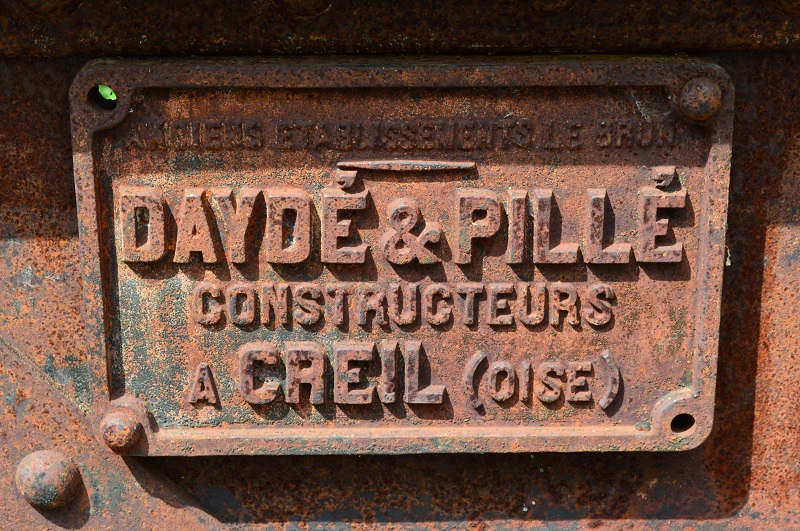 ANCIENS ETABLISSEMENTS LE BRUN
DAYDÉ & PILLÉ
CONSTRUCTEURS
A CREIL (OISE)